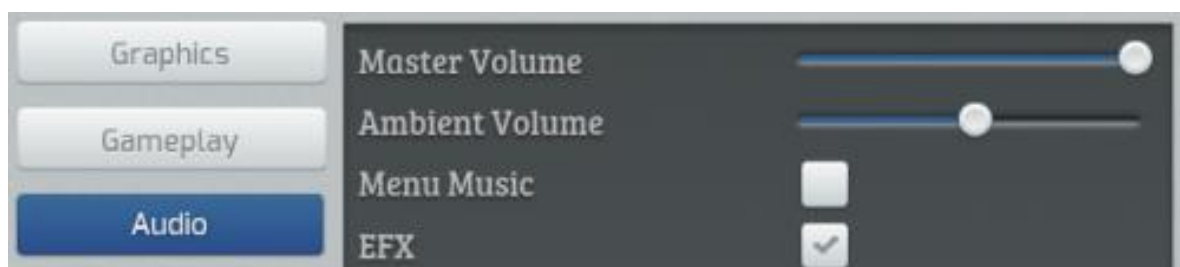 Graphics
Gameplay
Audio
Master Volume
Ambient Volume
Menu Music
EFX